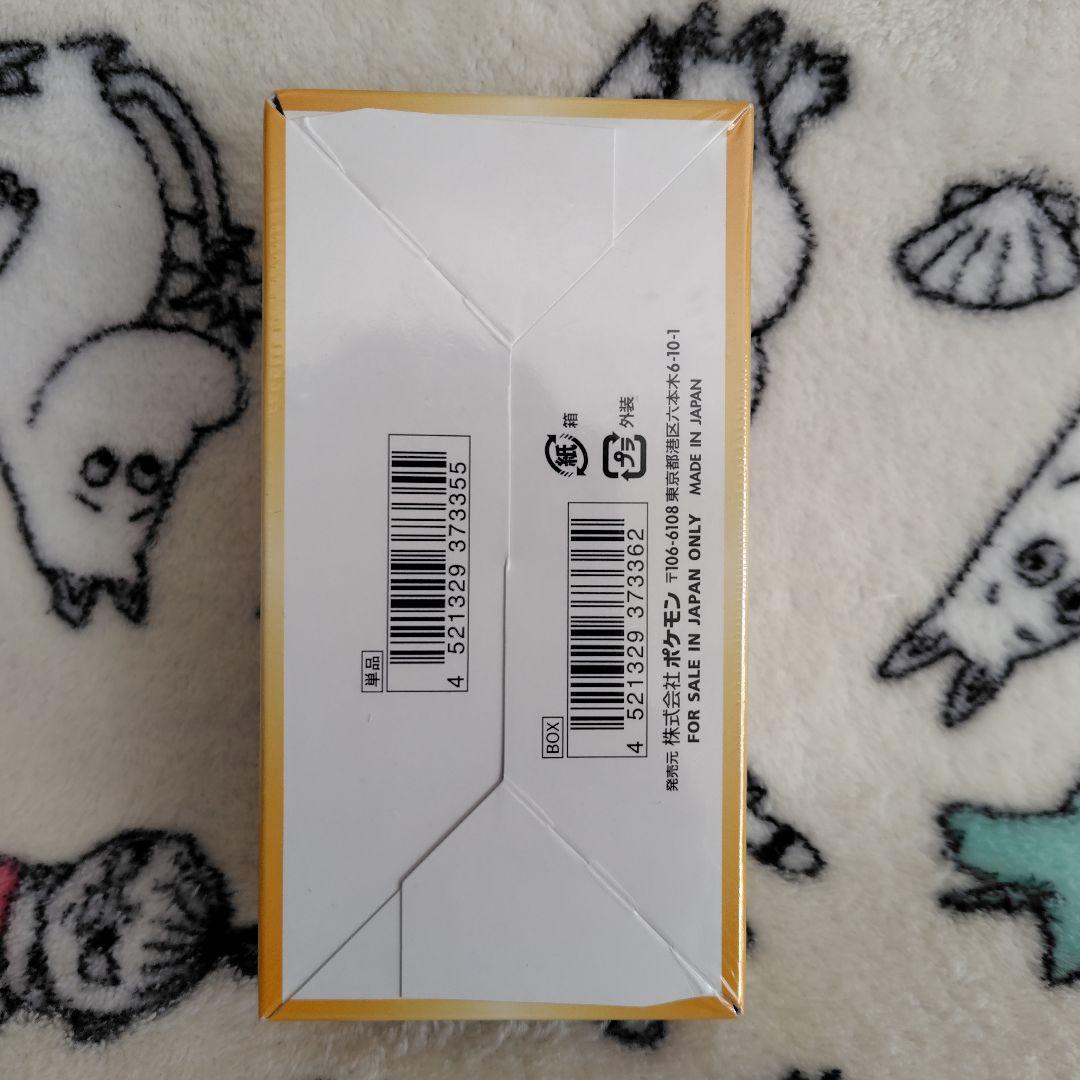 単品
4 521329 373355
BOX
4 521329 373362
紙 箱
プラ 外装
発売元 株式会社 ポケモン 〒106-6108 東京都港区六本木6-10-1
FOR SALE IN JAPAN ONLY MADE IN JAPAN